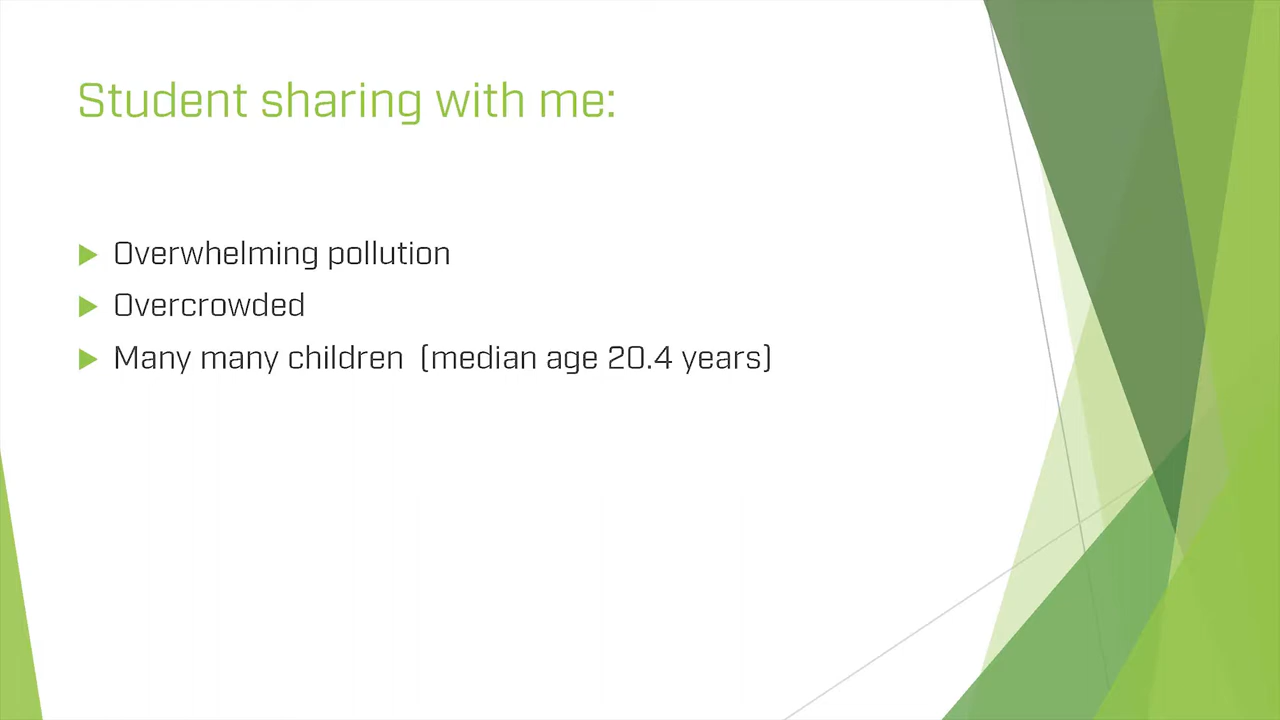 Student sharing with me:
Overwhelming pollution
Overcrowded
Many many children (median age 20.4 years)